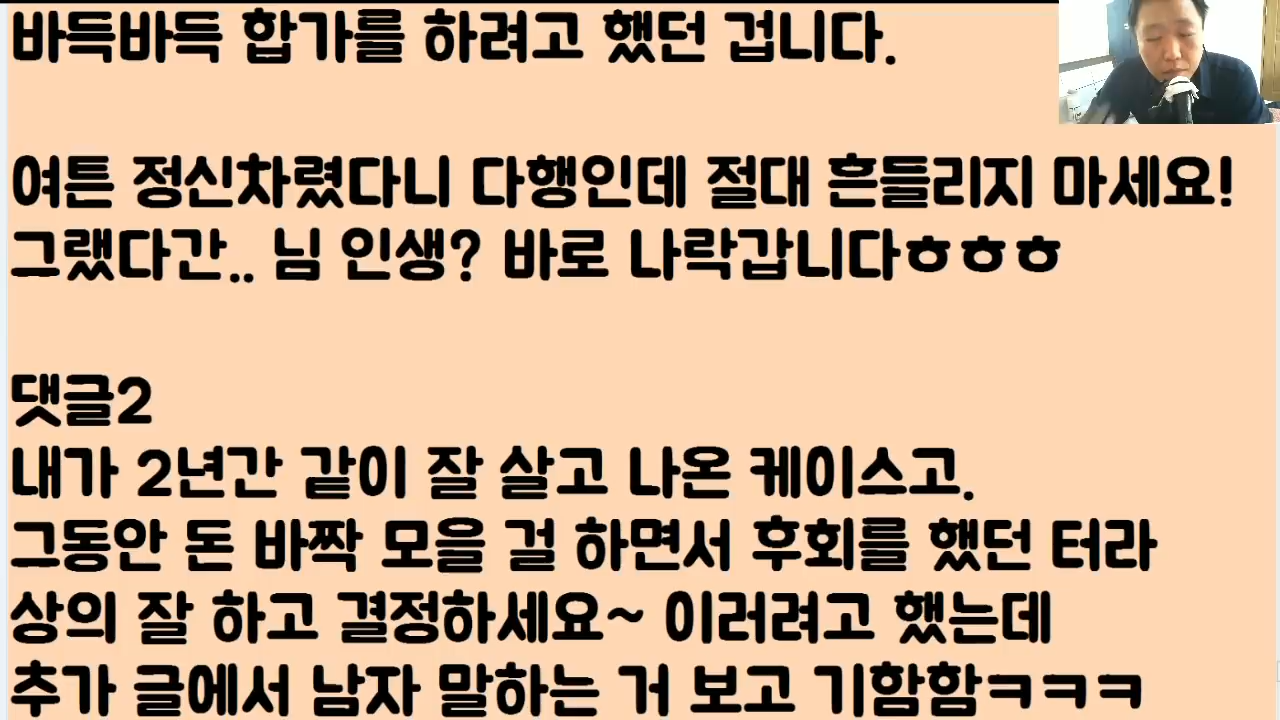 바득바득 합가를 하려고 했던 겁니다.
여튼 정신차렸다니 다행인데 절대 흔들리지 마세요!
그랬다간.. 님 인생? 바로 나락갑니다ㅎㅎㅎ
댓글2
내가 2년간 같이 잘 살고 나온 케이스고.
그동안 돈 바짝 모을 걸 하면서 후회를 했던 터라
상의 잘 하고 결정하세요~ 이러려고 했는데
추가 글에서 남자 말하는 거 보고 기함함ㅋㅋㅋ